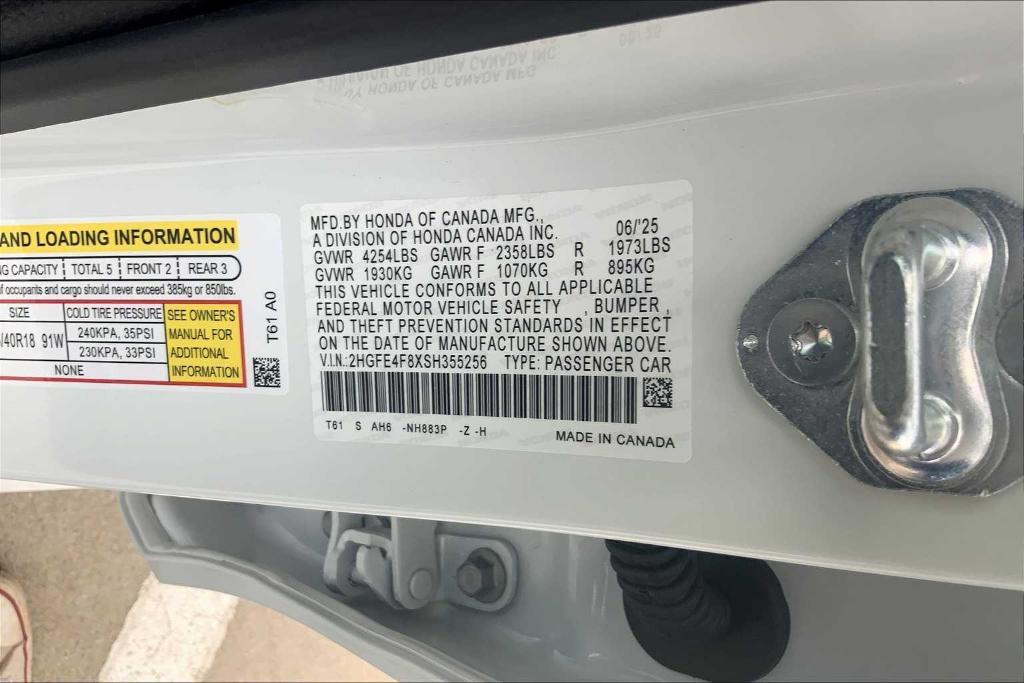 AND LOADING INFORMATION
NG CAPACITY TOTAL 5 FRONT 2 REAR 3
of occupants and cargo should never exceed 385kg or 850lbs.
SIZE COLD TIRE PRESSURE SEE OWNER'S MANUAL FOR ADDITIONAL INFORMATION
/40R18 91W 240KPA, 35PSI
230KPA, 33PSI
NONE
T61 A0
MFD.BY HONDA OF CANADA MFG.,
A DIVISION OF HONDA CANADA INC. 06/'25
GVWR 4254LBS GAWR F 2358LBS R 1973LBS
GVWR 1930KG GAWR F 1070KG R 895KG
THIS VEHICLE CONFORMS TO ALL APPLICABLE
FEDERAL MOTOR VEHICLE SAFETY , BUMPER ,
AND THEFT PREVENTION STANDARDS IN EFFECT
ON THE DATE OF MANUFACTURE SHOWN ABOVE.
V.I.N.:2HGFE4F8XSH355256 TYPE: PASSENGER CAR
T61 S AH6 -NH883P -Z -H
MADE IN CANADA